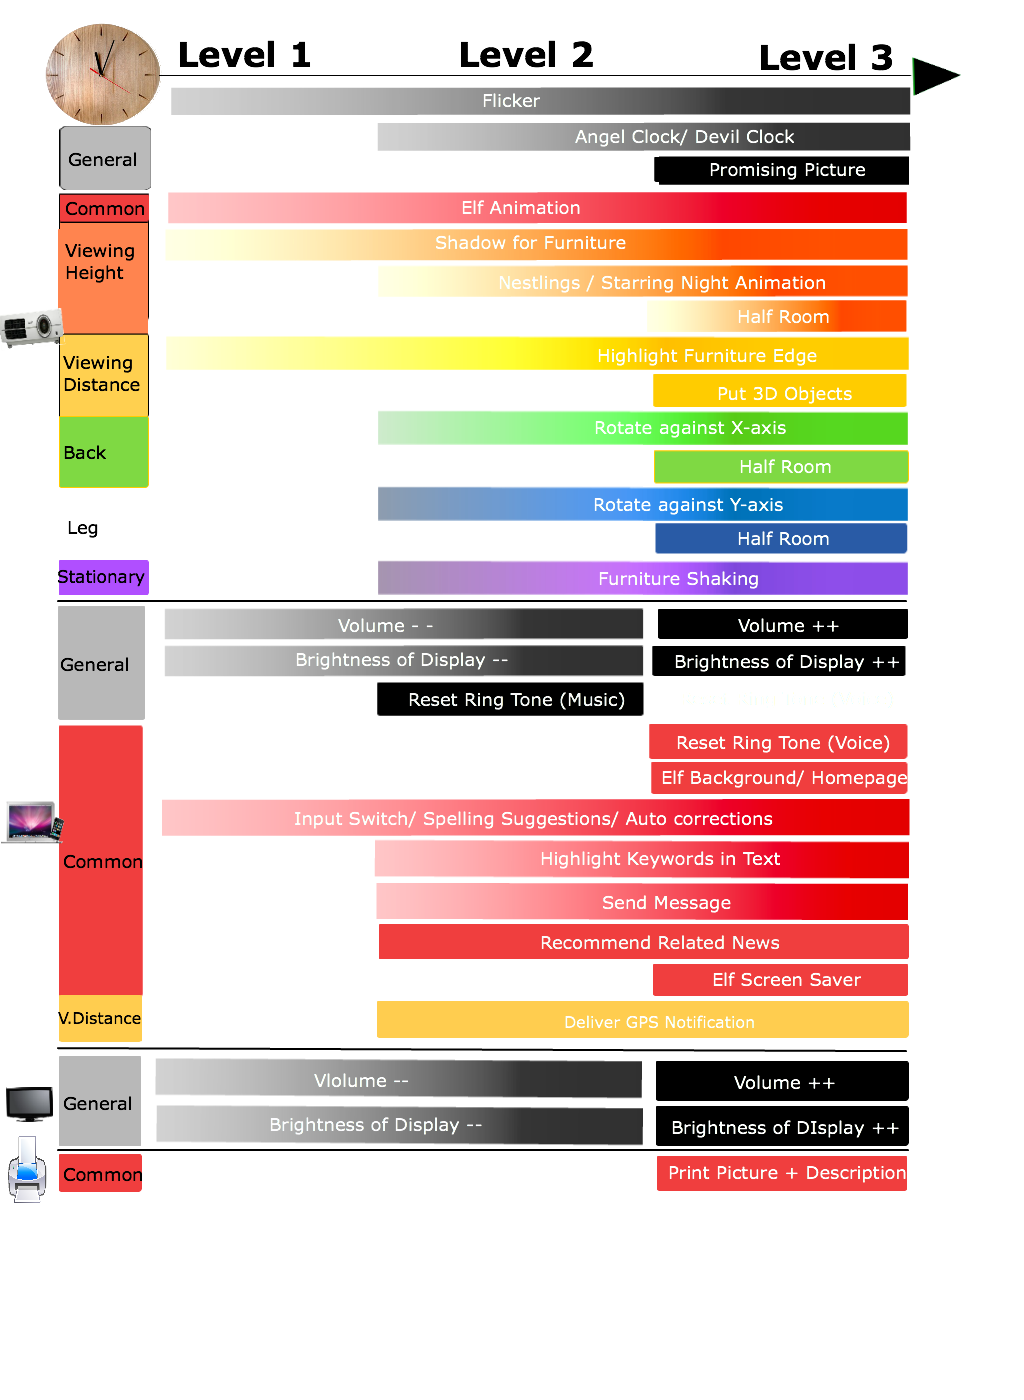 Level 1
Level 2
Level 3
Flicker
Angel Clock/ Devil Clock
General
Promising Picture
Common
Elf Animation
Viewing
Height
Shadow for Furniture
Nestlings / Starring Night Animation
Half Room
Viewing
Distance
Highlight Furniture Edge
Put 3D Objects
Back
Rotate against X-axis
Half Room
Leg
Rotate against Y-axis
Half Room
Stationary
Furniture Shaking
General
Volume - -
Volume ++
Brightness of Display --
Brightness of Display ++
Reset Ring Tone (Music)
Common
Reset Ring Tone (Voice)
Elf Background/ Homepage
Input Switch/ Spelling Suggestions/ Auto corrections
Highlight Keywords in Text
Send Message
Recommend Related News
Elf Screen Saver
V.Distance
Deliver GPS Notification
General
Vlolume --
Volume ++
Brightness of Display --
Brightness of DIsplay ++
Common
Print Picture + Description